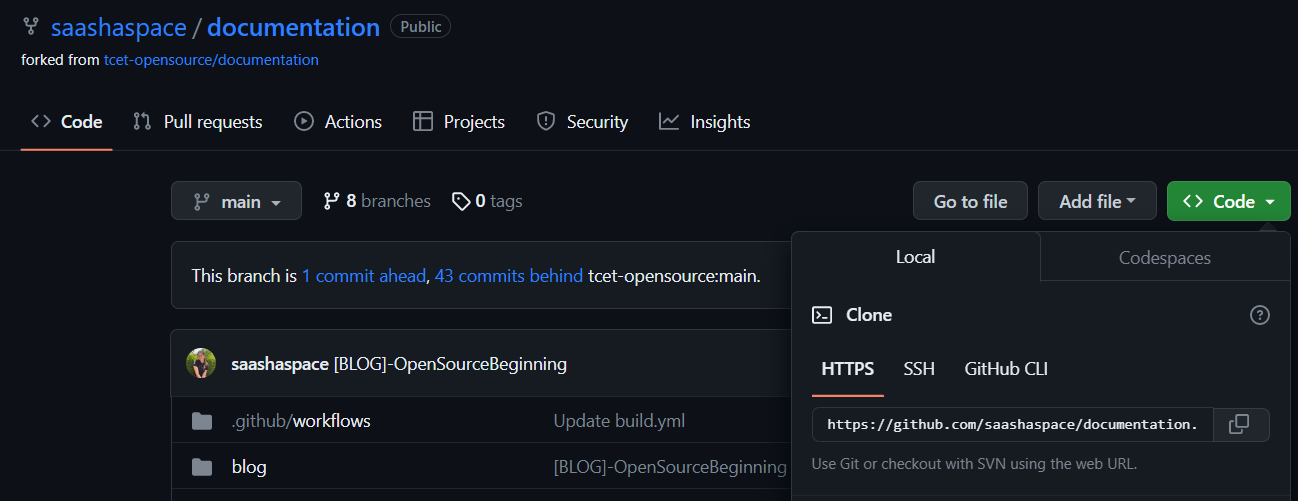 saashaspace / documentation Public
forked from tcet-opensource/documentation
Code Pull requests Actions Projects Security Insights
main 8 branches 0 tags Go to file Add file Code
This branch is 1 commit ahead, 43 commits behind tcet-opensource:main.
Local Codespaces
Clone
HTTPS SSH GitHub CLI
https://github.com/saashaspace/documentation.
Use Git or checkout with SVN using the web URL.
saashaspace [BLOG]-OpenSourceBeginning
.github/workflows Update build.yml
blog [BLOG]-OpenSourceBeginning